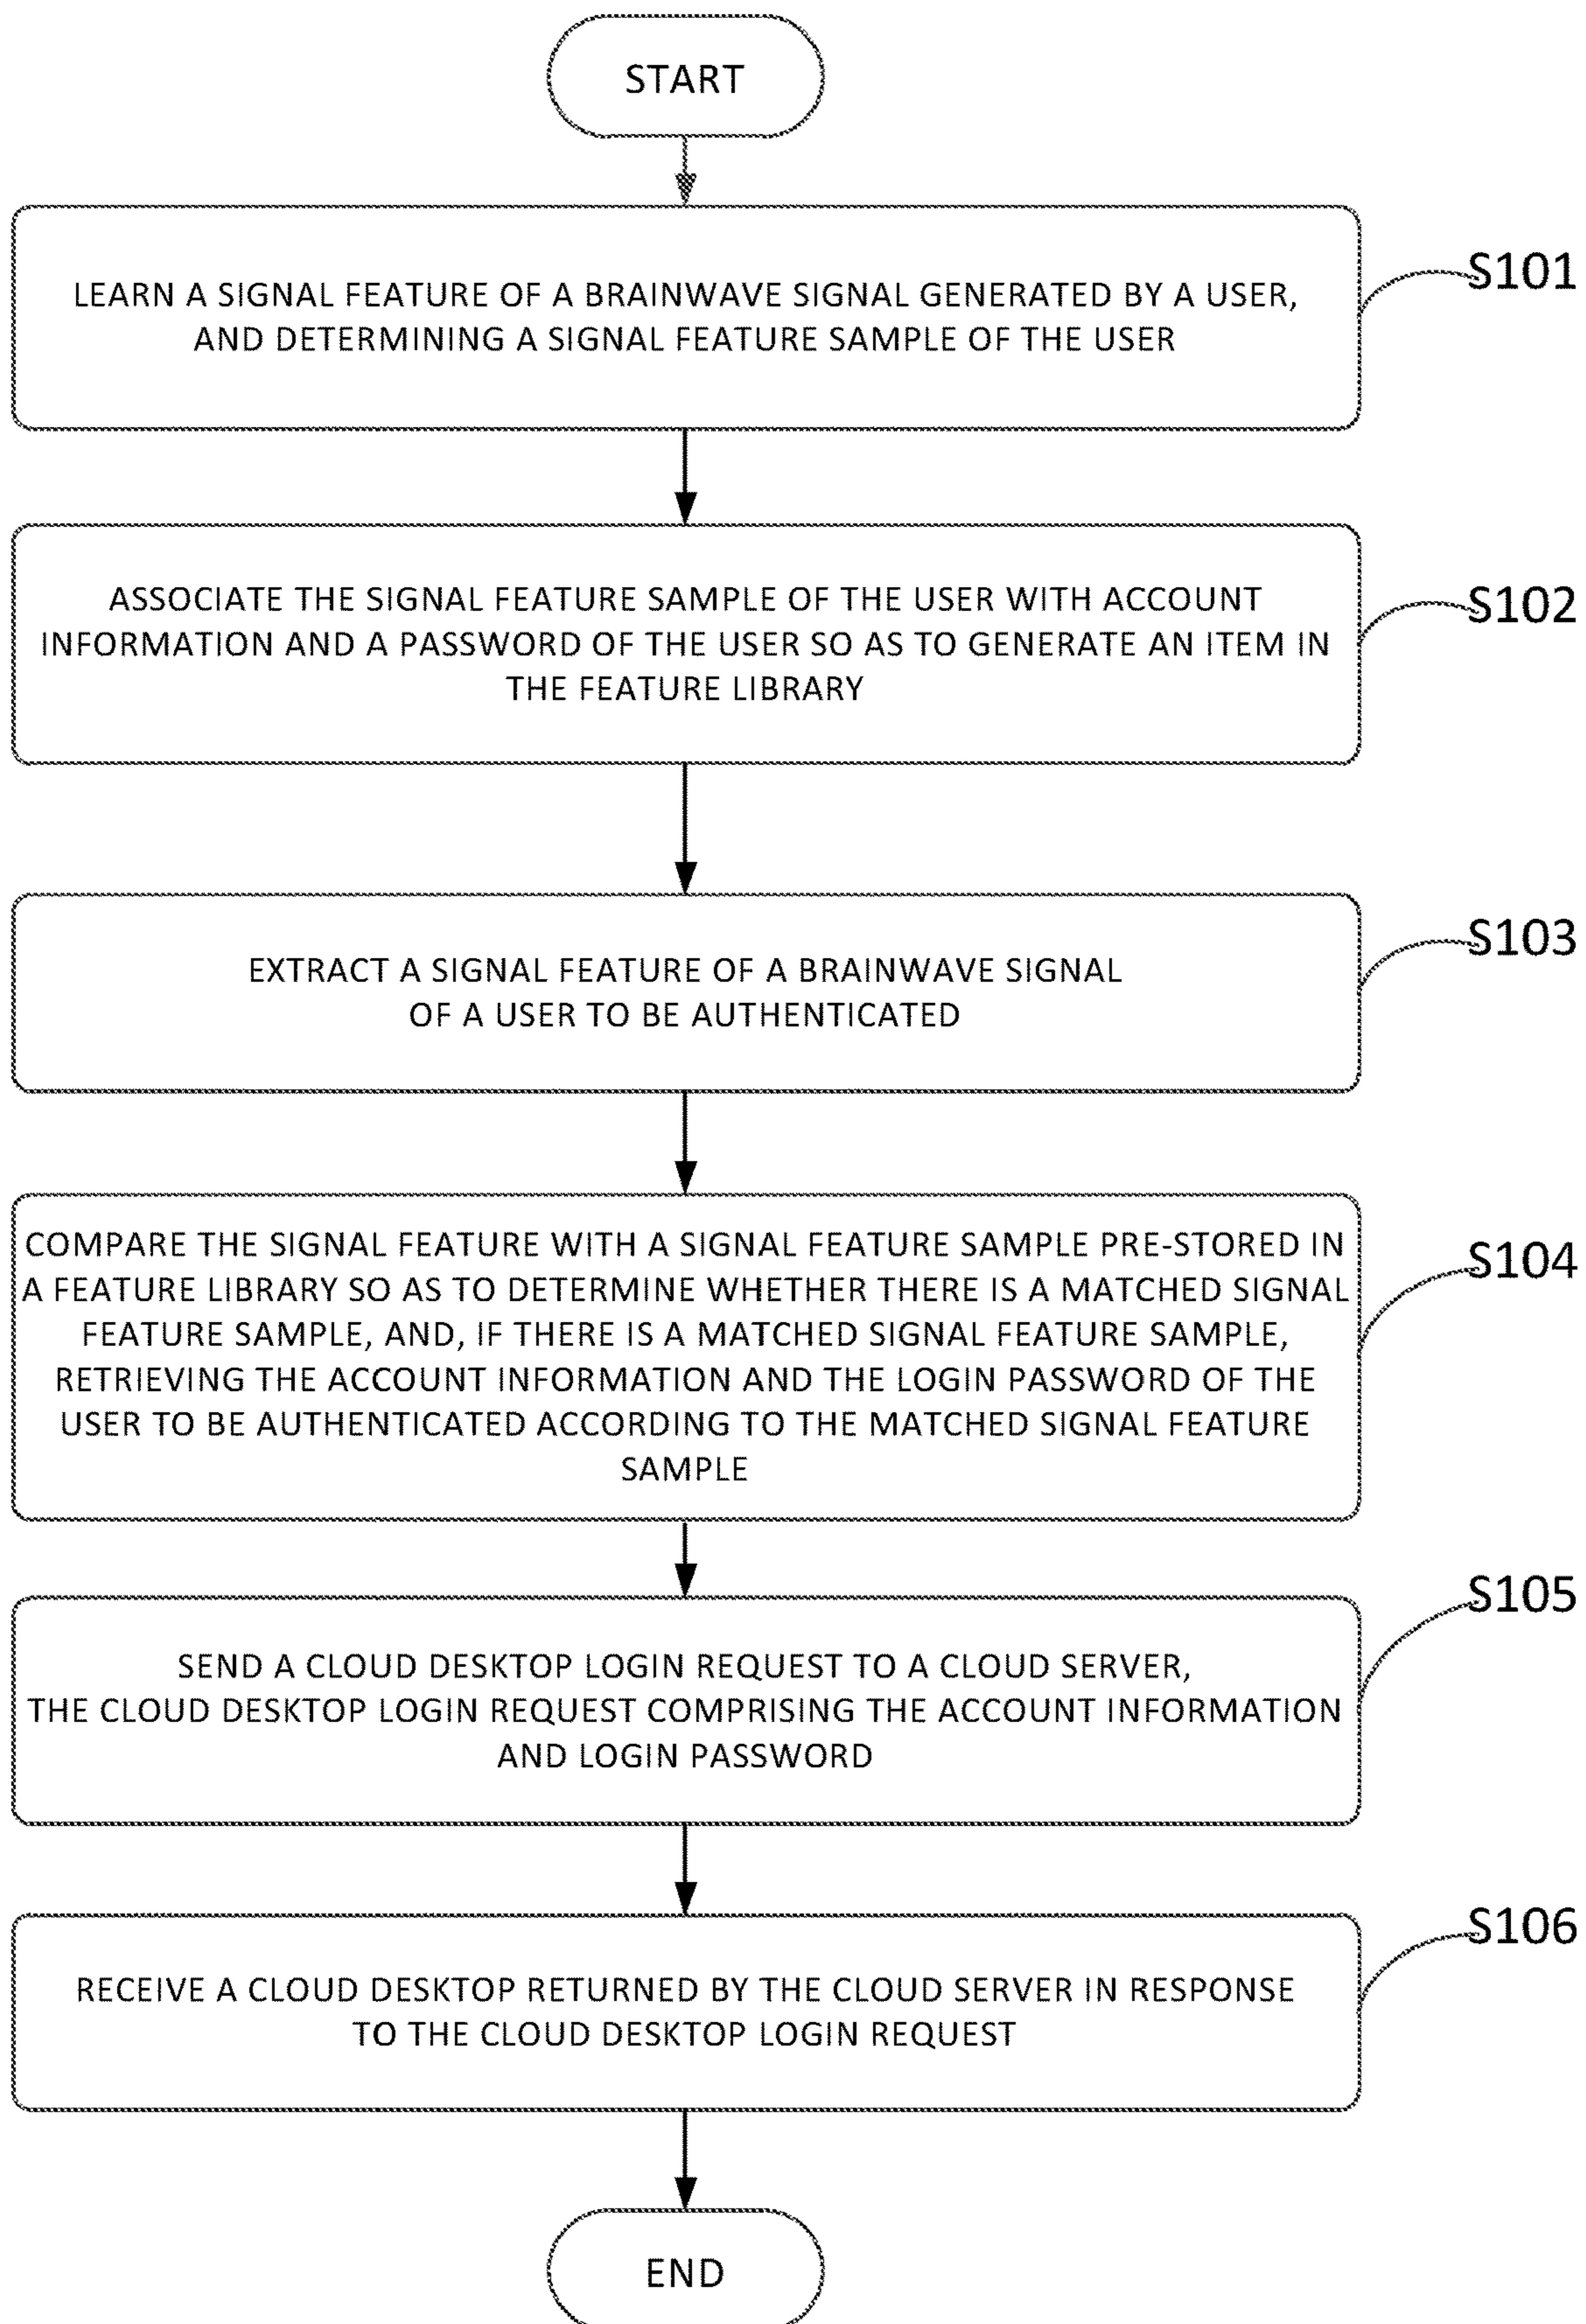 START
LEARN A SIGNAL FEATURE OF A BRAINWAVE SIGNAL GENERATED BY A USER,
AND DETERMINING A SIGNAL FEATURE SAMPLE OF THE USER
S101
ASSOCIATE THE SIGNAL FEATURE SAMPLE OF THE USER WITH ACCOUNT
INFORMATION AND A PASSWORD OF THE USER SO AS TO GENERATE AN ITEM IN
THE FEATURE LIBRARY
S102
EXTRACT A SIGNAL FEATURE OF A BRAINWAVE SIGNAL
OF A USER TO BE AUTHENTICATED
S103
COMPARE THE SIGNAL FEATURE WITH A SIGNAL FEATURE SAMPLE PRE-STORED IN
A FEATURE LIBRARY SO AS TO DETERMINE WHETHER THERE IS A MATCHED SIGNAL
FEATURE SAMPLE, AND, IF THERE IS A MATCHED SIGNAL FEATURE SAMPLE,
RETRIEVING THE ACCOUNT INFORMATION AND THE LOGIN PASSWORD OF THE
USER TO BE AUTHENTICATED ACCORDING TO THE MATCHED SIGNAL FEATURE
SAMPLE
S104
SEND A CLOUD DESKTOP LOGIN REQUEST TO A CLOUD SERVER,
THE CLOUD DESKTOP LOGIN REQUEST COMPRISING THE ACCOUNT INFORMATION
AND LOGIN PASSWORD
S105
RECEIVE A CLOUD DESKTOP RETURNED BY THE CLOUD SERVER IN RESPONSE
TO THE CLOUD DESKTOP LOGIN REQUEST
S106
END